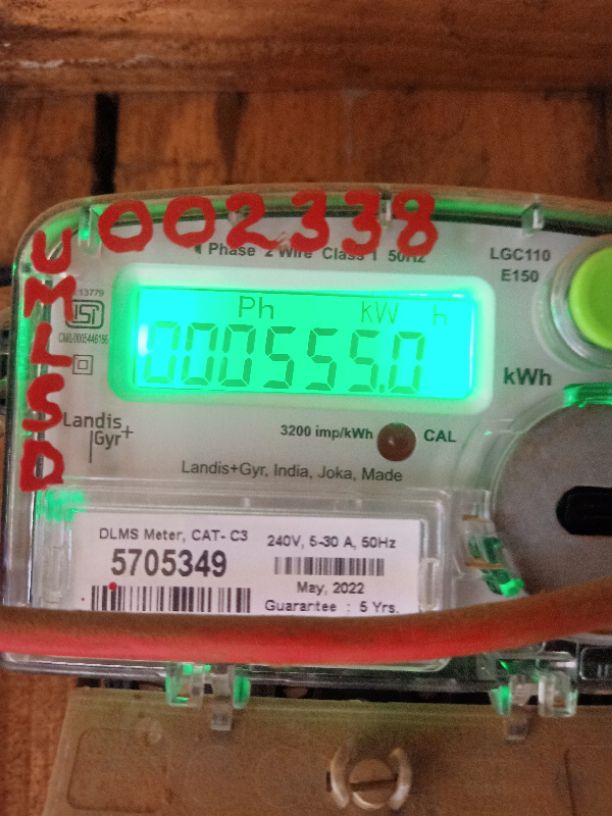 002338
UMLSD
1 Phase 2 Wire Class 1 50Hz
LGC110
E150
13779
ISI
Ph kW h
000555.0
kWh
Landis
Gyr+
3200 imp/kWh CAL
Landis+Gyr, India, Joka, Made
DLMS Meter, CAT- C3
5705349
240V, 5-30 A, 50Hz
May, 2022
Guarantee : 5 Yrs.